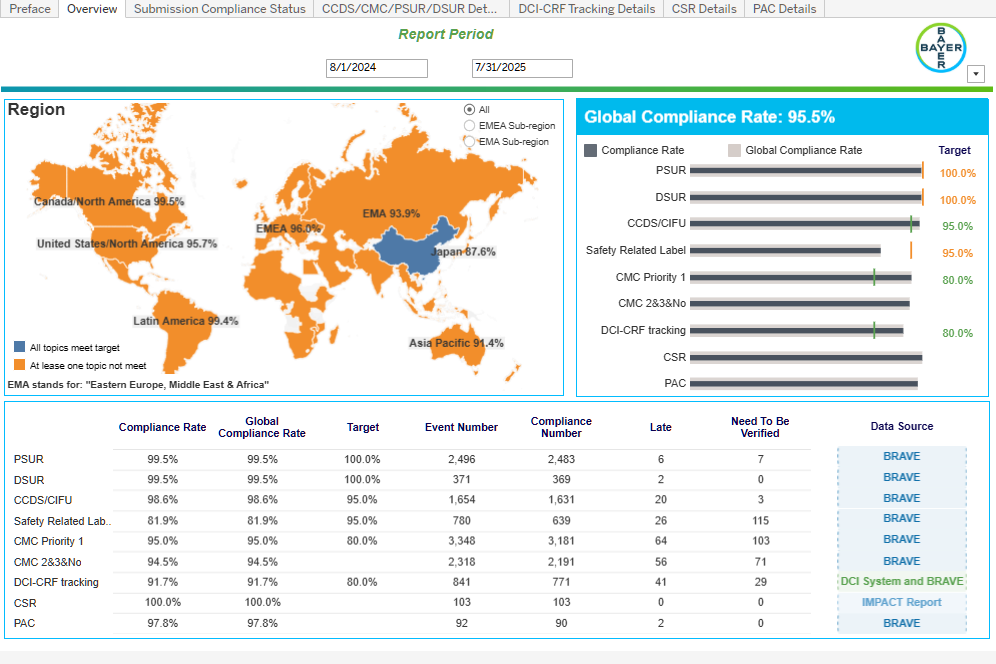 Preface Overview Submission Compliance Status CCDS/CMC/PSUR/DSUR Det... DCI-CRF Tracking Details CSR Details PAC Details
Report Period
8/1/2024 7/31/2025
BAYER
BAYER
Region
All
EMEA Sub-region
EMA Sub-region
Canada/North America 99.5%
EMA 93.9%
EMEA 96.0%
United States/North America 95.7%
Japan 87.6%
Latin America 99.4%
Asia Pacific 91.4%
All topics meet target
At lease one topic not meet
EMA stands for: "Eastern Europe, Middle East & Africa"
Global Compliance Rate: 95.5%
Compliance Rate Global Compliance Rate Target
PSUR 100.0%
DSUR 100.0%
CCDS/CIFU 95.0%
Safety Related Label 95.0%
CMC Priority 1 80.0%
CMC 2&3&No
DCI-CRF tracking 80.0%
CSR
PAC
Compliance Rate Global Compliance Rate Target Event Number Compliance Number Late Need To Be Verified Data Source
PSUR 99.5% 99.5% 100.0% 2,496 2,483 6 7 BRAVE
DSUR 99.5% 99.5% 100.0% 371 369 2 0 BRAVE
CCDS/CIFU 98.6% 98.6% 95.0% 1,654 1,631 20 3 BRAVE
Safety Related Lab.. 81.9% 81.9% 95.0% 780 639 26 115 BRAVE
CMC Priority 1 95.0% 95.0% 80.0% 3,348 3,181 64 103 BRAVE
CMC 2&3&No 94.5% 94.5% 2,318 2,191 56 71 BRAVE
DCI-CRF tracking 91.7% 91.7% 80.0% 841 771 41 29 DCI System and BRAVE
CSR 100.0% 100.0% 103 103 0 0 IMPACT Report
PAC 97.8% 97.8% 92 90 2 0 BRAVE